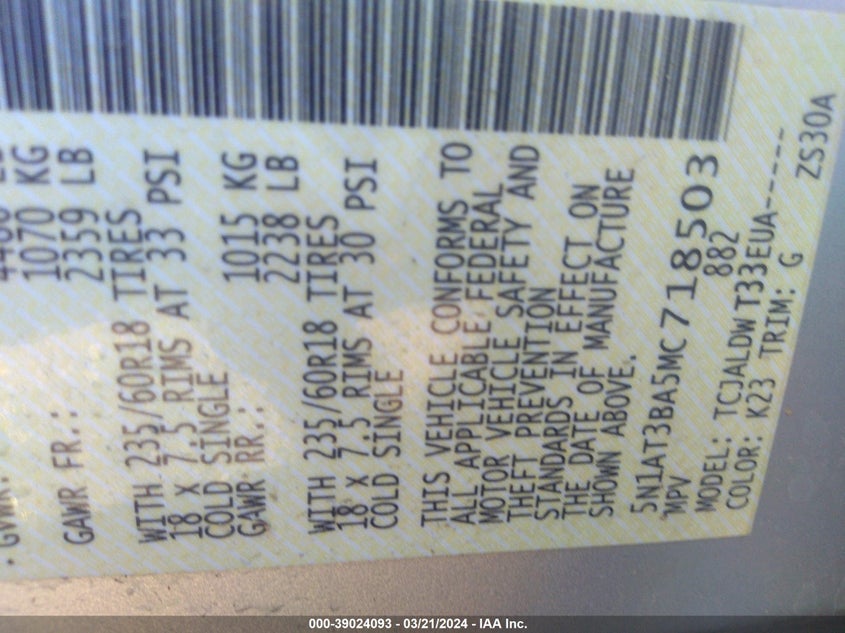 1070 KG
GAWR FR.: 2359 LB
WITH 235/60R18 TIRES
18 X 7.5 RIMS AT 33 PSI
COLD SINGLE
1015 KG
GAWR RR.: 2238 LB
WITH 235/60R18 TIRES
18 X 7.5 RIMS AT 30 PSI
COLD SINGLE
THIS VEHICLE CONFORMS TO
ALL APPLICABLE FEDERAL
MOTOR VEHICLE SAFETY AND
THEFT PREVENTION
STANDARDS IN EFFECT ON
THE DATE OF MANUFACTURE
SHOWN ABOVE.
5N1AT3BA5MC718503
MPV 882
MODEL: TCJALDW T33EUA-----
COLOR: K23 TRIM: G ZS30A
000-39024093 - 03/21/2024 - IAA Inc.